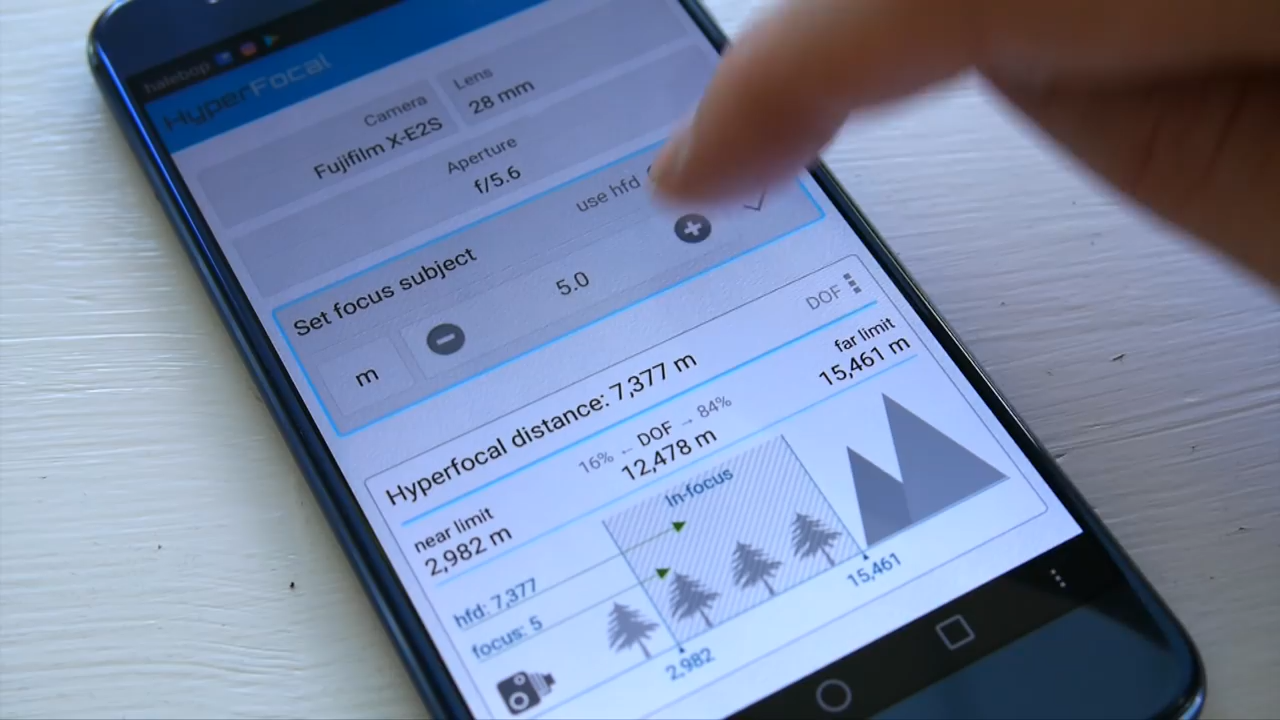 halebop
HyperFocal
Camera
Fujifilm X-E2S
Lens
28 mm
Aperture
f/5.6
Set focus subject
use hfd
m
5.0
Hyperfocal distance: 7,377 m
DOF
near limit
2,982 m
16% ← DOF → 84%
12,478 m
far limit
15,461 m
In-focus
hfd: 7,377
focus: 5
2,982
15,461